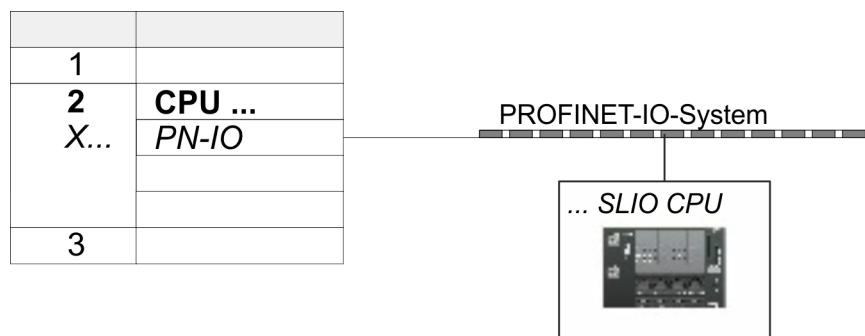 1
2 CPU ...
X... PN-IO
3
PROFINET-IO-System
... SLIO CPU